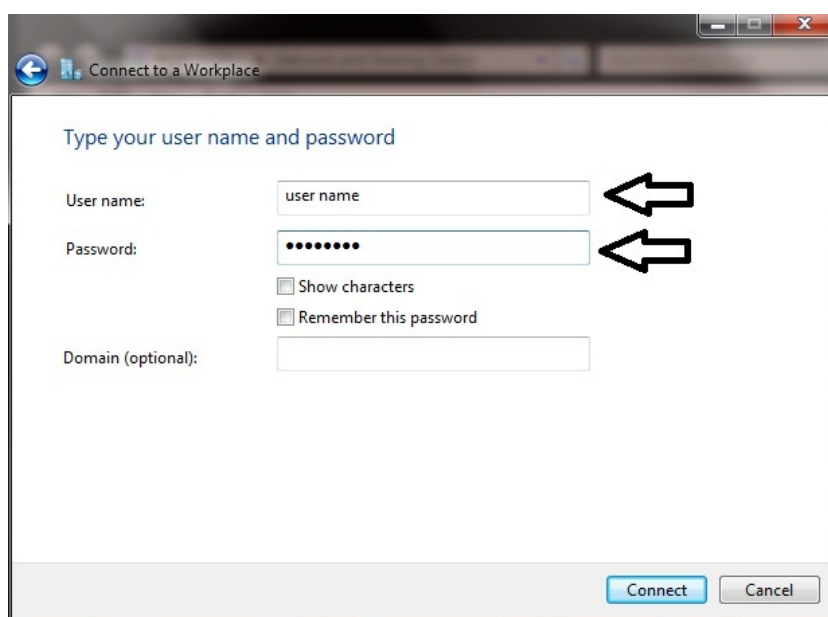 Connect to a Workplace
Type your user name and password
User name:
user name
Password:
••••••••
Show characters
Remember this password
Domain (optional):
Connect
Cancel